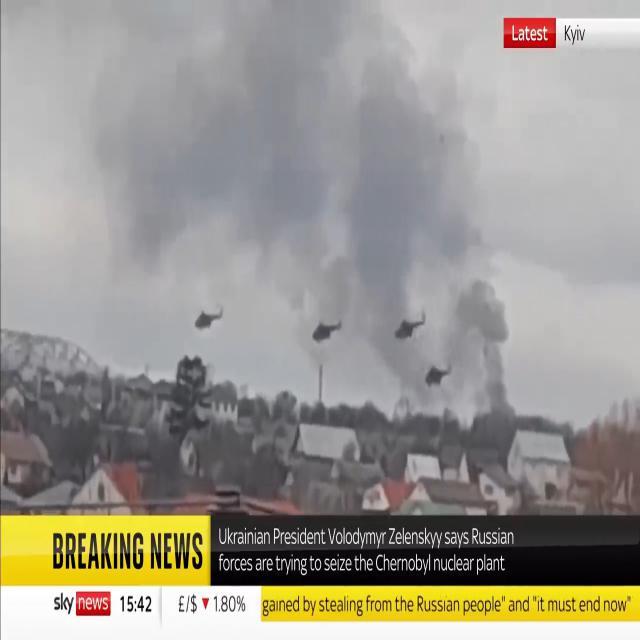 Latest Kyiv
BREAKING NEWS
Ukrainian President Volodymyr Zelenskyy says Russian
forces are trying to seize the Chernobyl nuclear plant
sky news 15:42 £/$ ▼ 1.80% gained by stealing from the Russian people" and "it must end now"